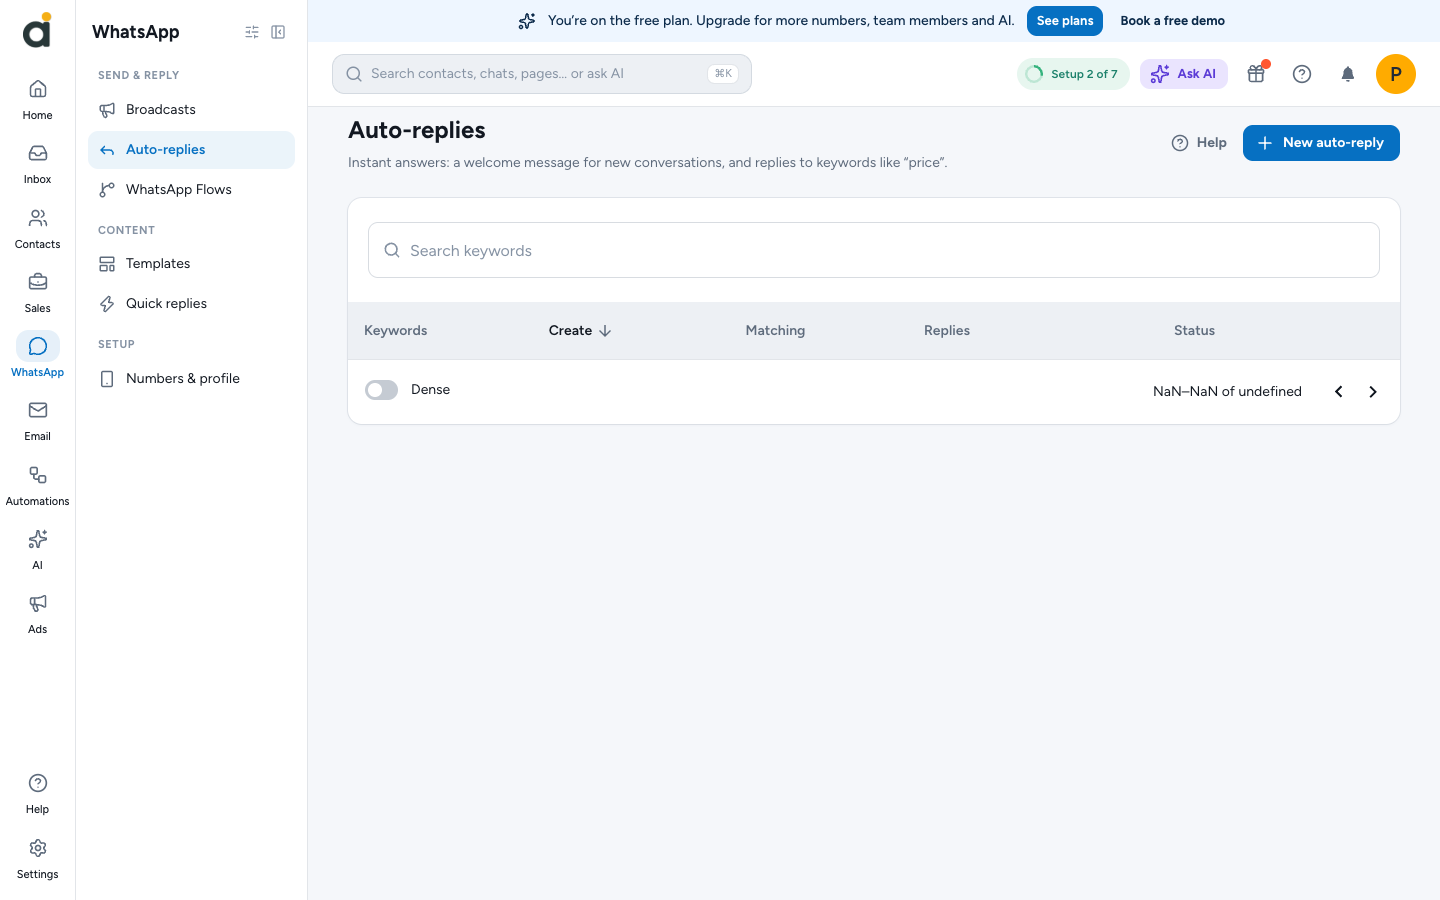 You're on the free plan. Upgrade for more numbers, team members and AI.
See plans
Book a free demo
Search contacts, chats, pages... or ask AI
⌘K
Setup 2 of 7
Ask AI
P
Home
Inbox
Contacts
Sales
WhatsApp
Email
Automations
AI
Ads
Help
Settings
WhatsApp
SEND & REPLY
Broadcasts
Auto-replies
WhatsApp Flows
CONTENT
Templates
Quick replies
SETUP
Numbers & profile
Auto-replies
Instant answers: a welcome message for new conversations, and replies to keywords like “price”.
Help
New auto-reply
Search keywords
Keywords
Create
Matching
Replies
Status
Dense
NaN–NaN of undefined